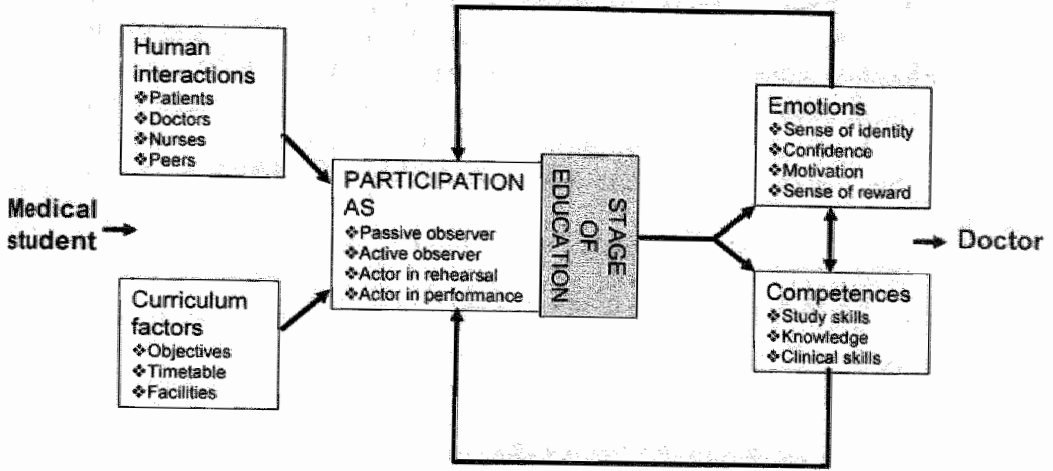 Medical
student
Human
interactions
❖Patients
❖Doctors
❖Nurses
❖Peers
Curriculum
factors
❖Objectives
❖Timetable
❖Facilities
PARTICIPATION
AS
❖Passive observer
❖Active observer
❖Actor in rehearsal
❖Actor in performance
STAGE
OF
EDUCATION
Emotions
❖Sense of identity
❖Confidence
❖Motivation
❖Sense of reward
Competences
❖Study skills
❖Knowledge
❖Clinical skills
Doctor